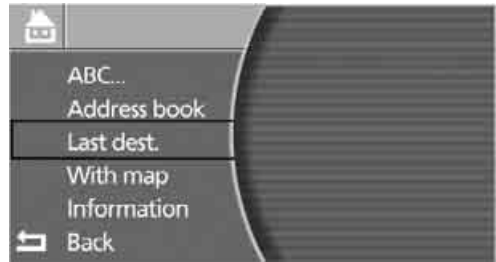 ABC...
Address book
Last dest.
With map
Information
Back